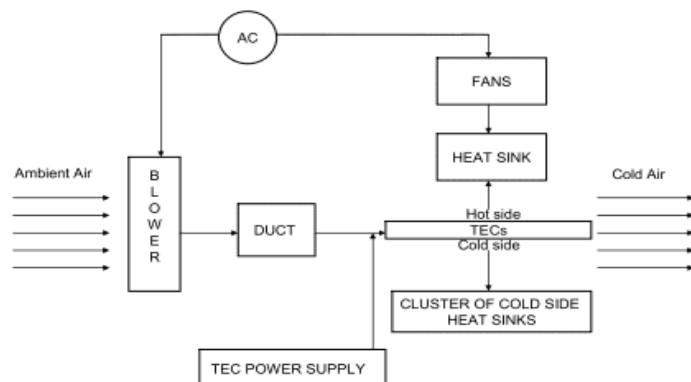 AC
FANS
HEAT SINK
Ambient Air
BLOWER
DUCT
Hot side
TECs
Cold side
Cold Air
CLUSTER OF COLD SIDE
HEAT SINKS
TEC POWER SUPPLY